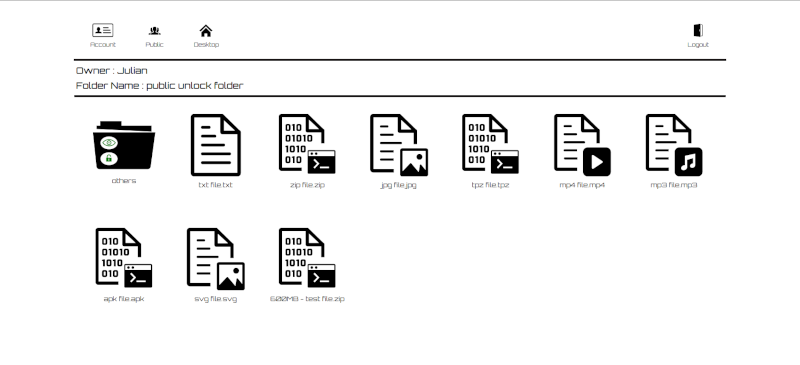 Account
Public
Desktop
Logout
Owner : Julian
Folder Name : public unlock folder
010
01010
1010
010
010
01010
1010
010
others
txt file.txt
zip file.zip
jpg file.jpg
tpz file.tpz
mp4 file.mp4
mp3 file.mp3
010
01010
1010
010
010
01010
1010
010
apk file.apk
svg file.svg
600MB - test file.zip